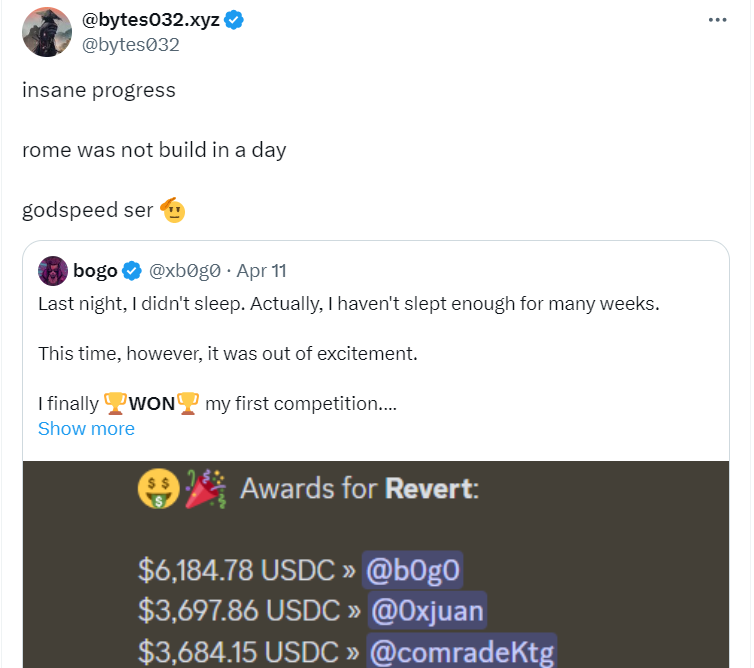 @bytes032.xyz
@bytes032
insane progress
rome was not build in a day
godspeed ser
bogo @xb0g0 · Apr 11
Last night, I didn't sleep. Actually, I haven't slept enough for many weeks.
This time, however, it was out of excitement.
I finally 🏆WON🏆 my first competition....
Show more
Awards for Revert:
$6,184.78 USDC » @b0g0
$3,697.86 USDC » @0xjuan
$3,684.15 USDC » @comradeKtg